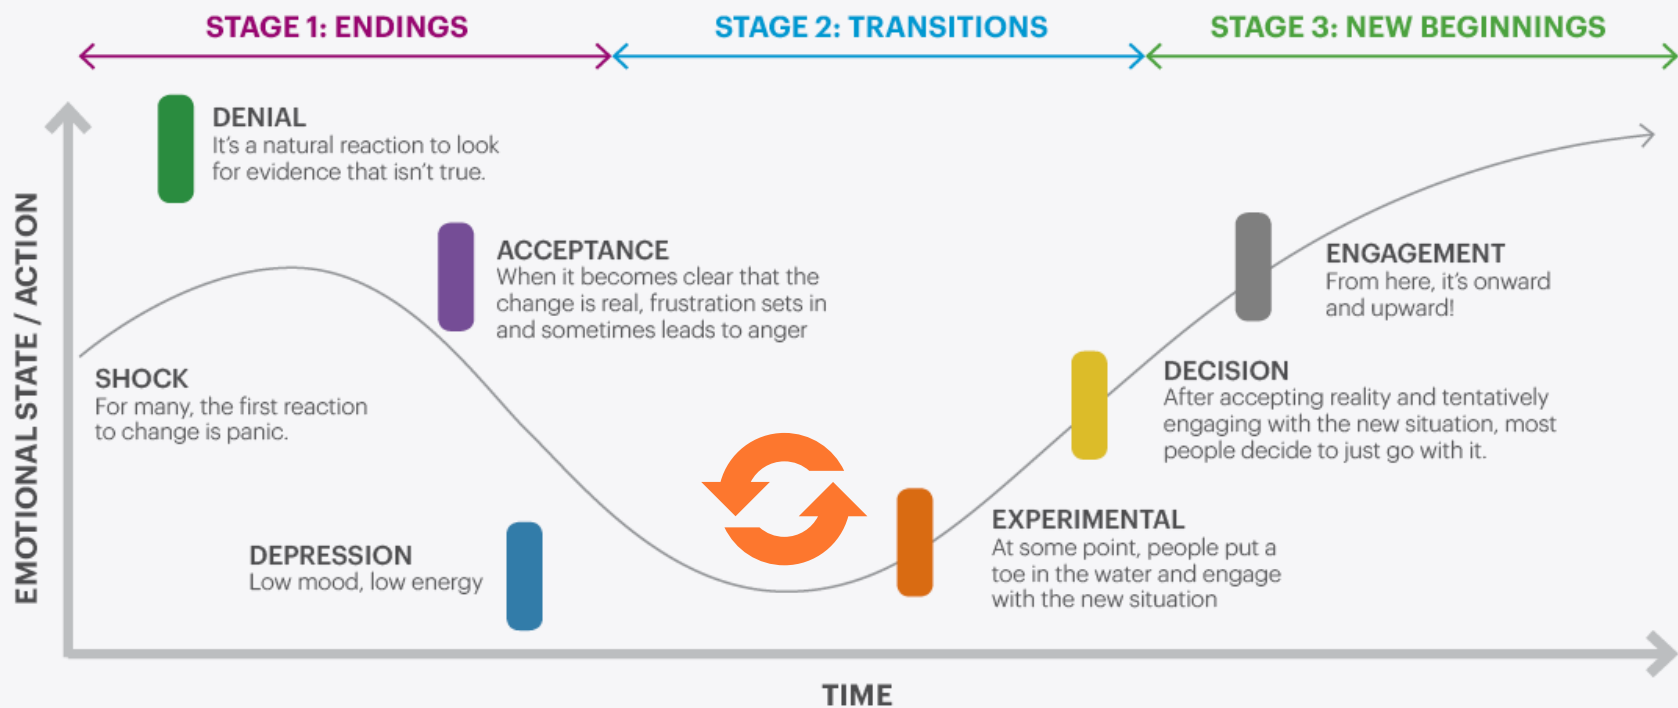 STAGE 1: ENDINGS
STAGE 2: TRANSITIONS
STAGE 3: NEW BEGINNINGS
EMOTIONAL STATE / ACTION
DENIAL
It's a natural reaction to look
for evidence that isn't true.
SHOCK
For many, the first reaction
to change is panic.
ACCEPTANCE
When it becomes clear that the
change is real, frustration sets in
and sometimes leads to anger
DEPRESSION
Low mood, low energy
EXPERIMENTAL
At some point, people put a
toe in the water and engage
with the new situation
DECISION
After accepting reality and tentatively
engaging with the new situation, most
people decide to just go with it.
ENGAGEMENT
From here, it's onward
and upward!
TIME